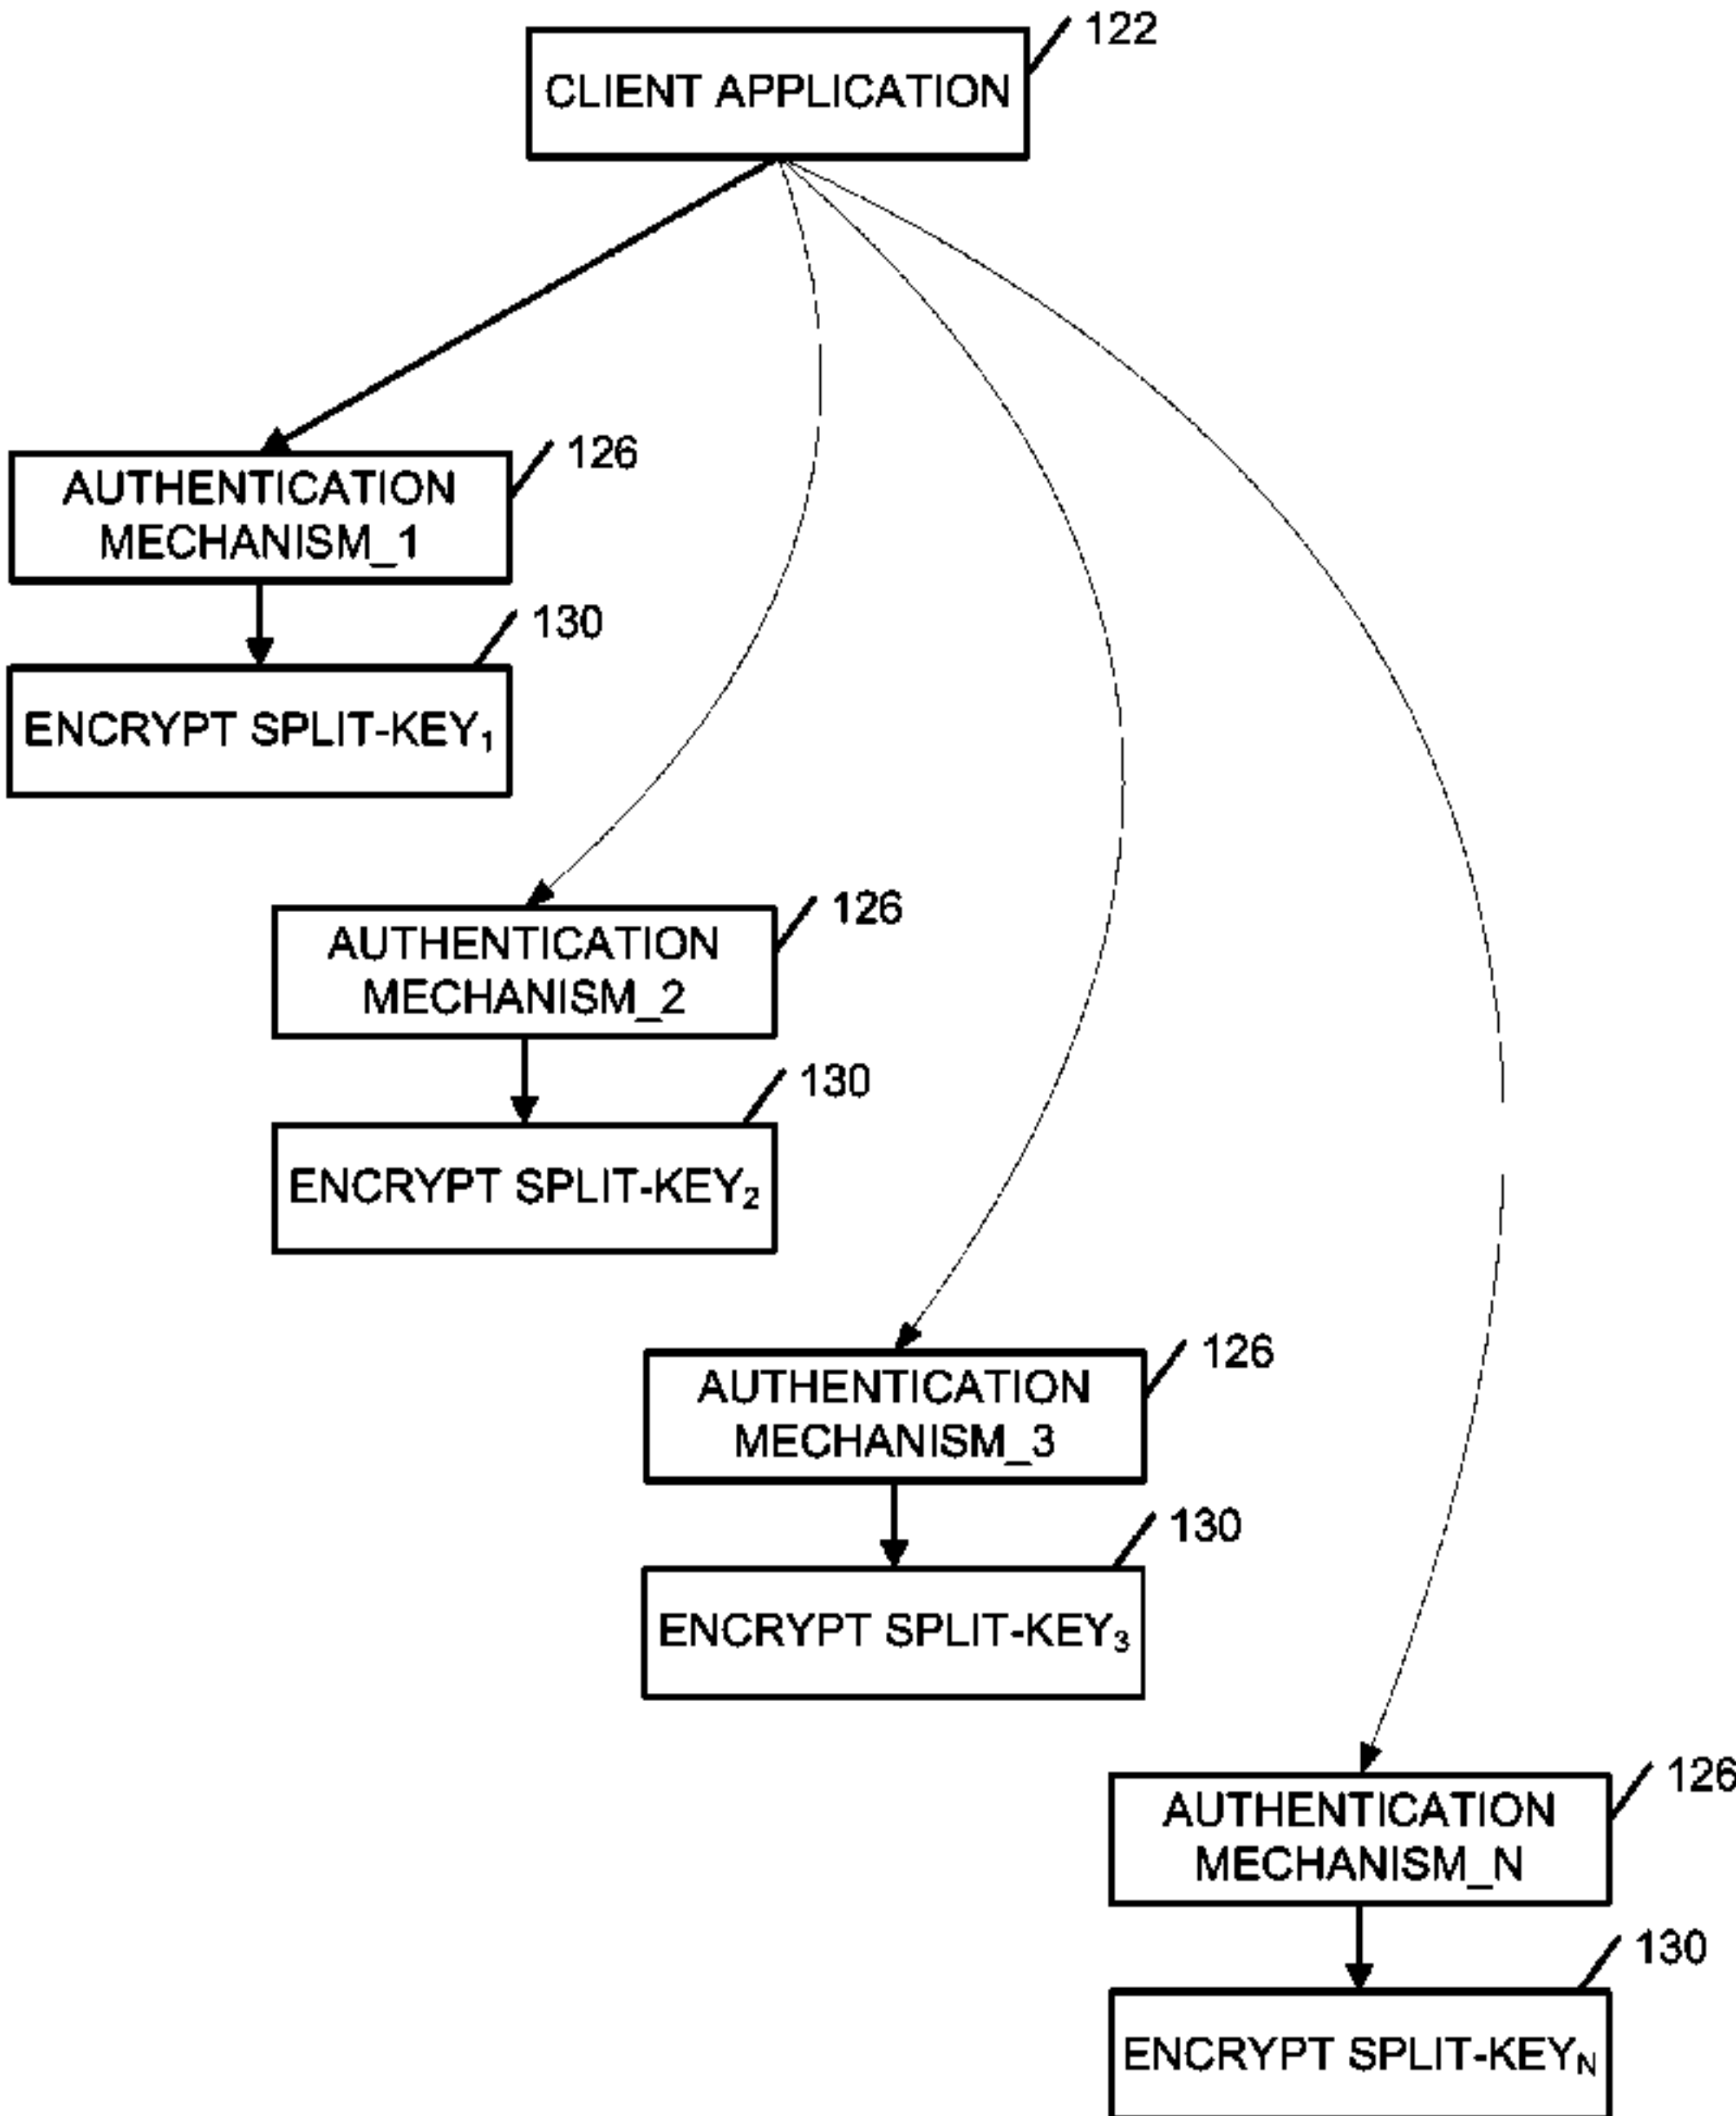 122
CLIENT APPLICATION
126
AUTHENTICATION
MECHANISM_1
130
ENCRYPT SPLIT-KEY₁
126
AUTHENTICATION
MECHANISM_2
130
ENCRYPT SPLIT-KEY₂
126
AUTHENTICATION
MECHANISM_3
130
ENCRYPT SPLIT-KEY₃
126
AUTHENTICATION
MECHANISM_N
130
ENCRYPT SPLIT-KEY_N